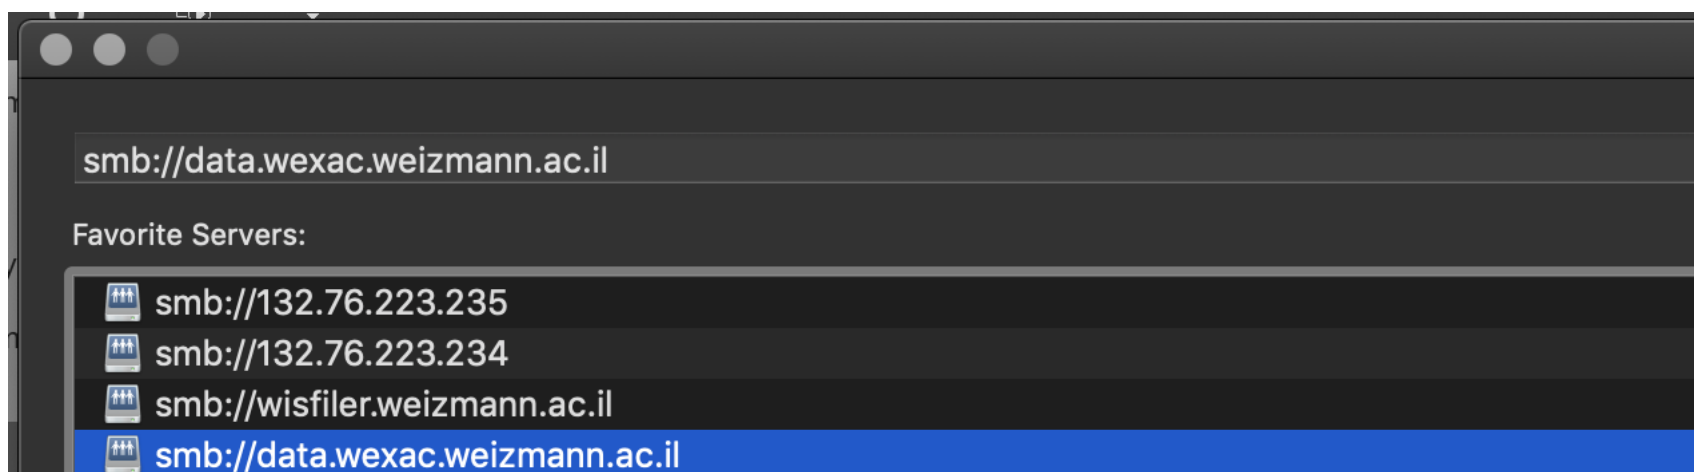 smb://data.wexac.weizmann.ac.il
Favorite Servers:
smb://132.76.223.235
smb://132.76.223.234
smb://wisfiler.weizmann.ac.il
smb://data.wexac.weizmann.ac.il